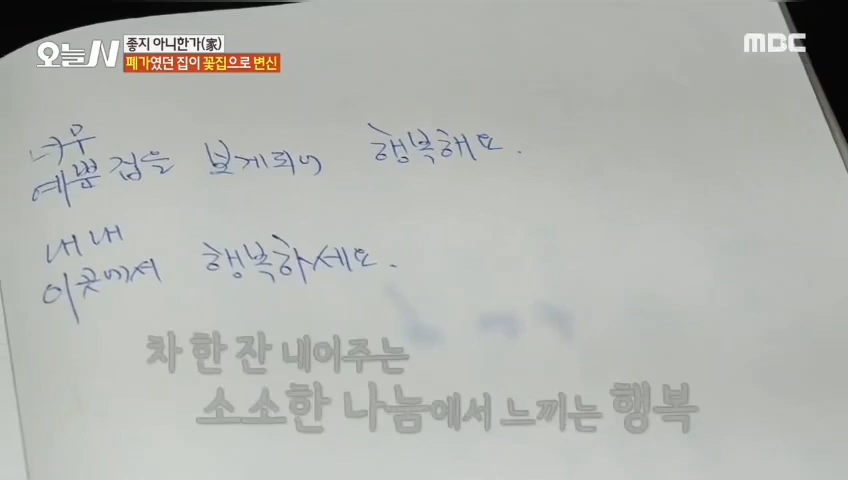 오늘N
좋지 아니한가(家)
폐가였던 집이 꽃집으로 변신
MBC
너무
예쁜 집을 보게되어 행복해요.
내내
이곳에서 행복하세요.
차 한 잔 내어주는
소소한 나눔에서 느끼는 행복